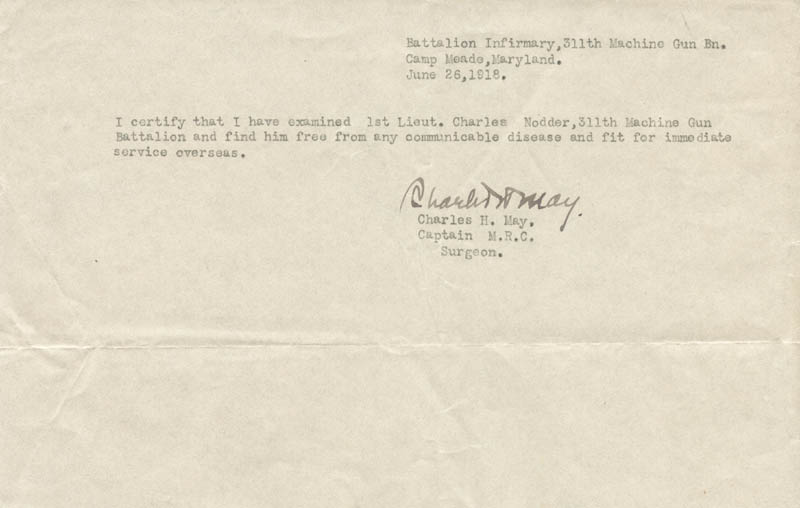 Battalion Infirmary,311th Machine Gun Bn.
Camp Meade,Maryland.
June 26,1918.
I certify that I have examined 1st Lieut. Charles Nodder,311th Machine Gun
Battalion and find him free from any communicable disease and fit for immediate
service overseas.
Charles H May.
Charles H. May.
Captain M.R.C.
Surgeon.